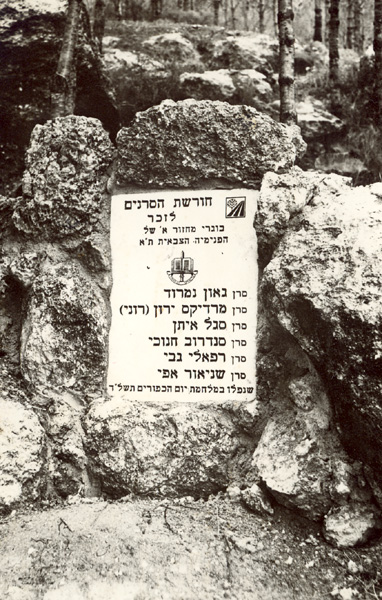 חורשת הסרנים
לזכר
בוגרי מחזור א׳ של
הפנימיה הצבאית ת״א
סרן גאון נמרוד
סרן מרדיקס ירון (רוני)
סרן סגל איתן
סרן סנדרוב חנוכי
סרן רפאלי גבי
סרן שניאור אפי
שנפלו במלחמת יום הכפורים תשל״ד